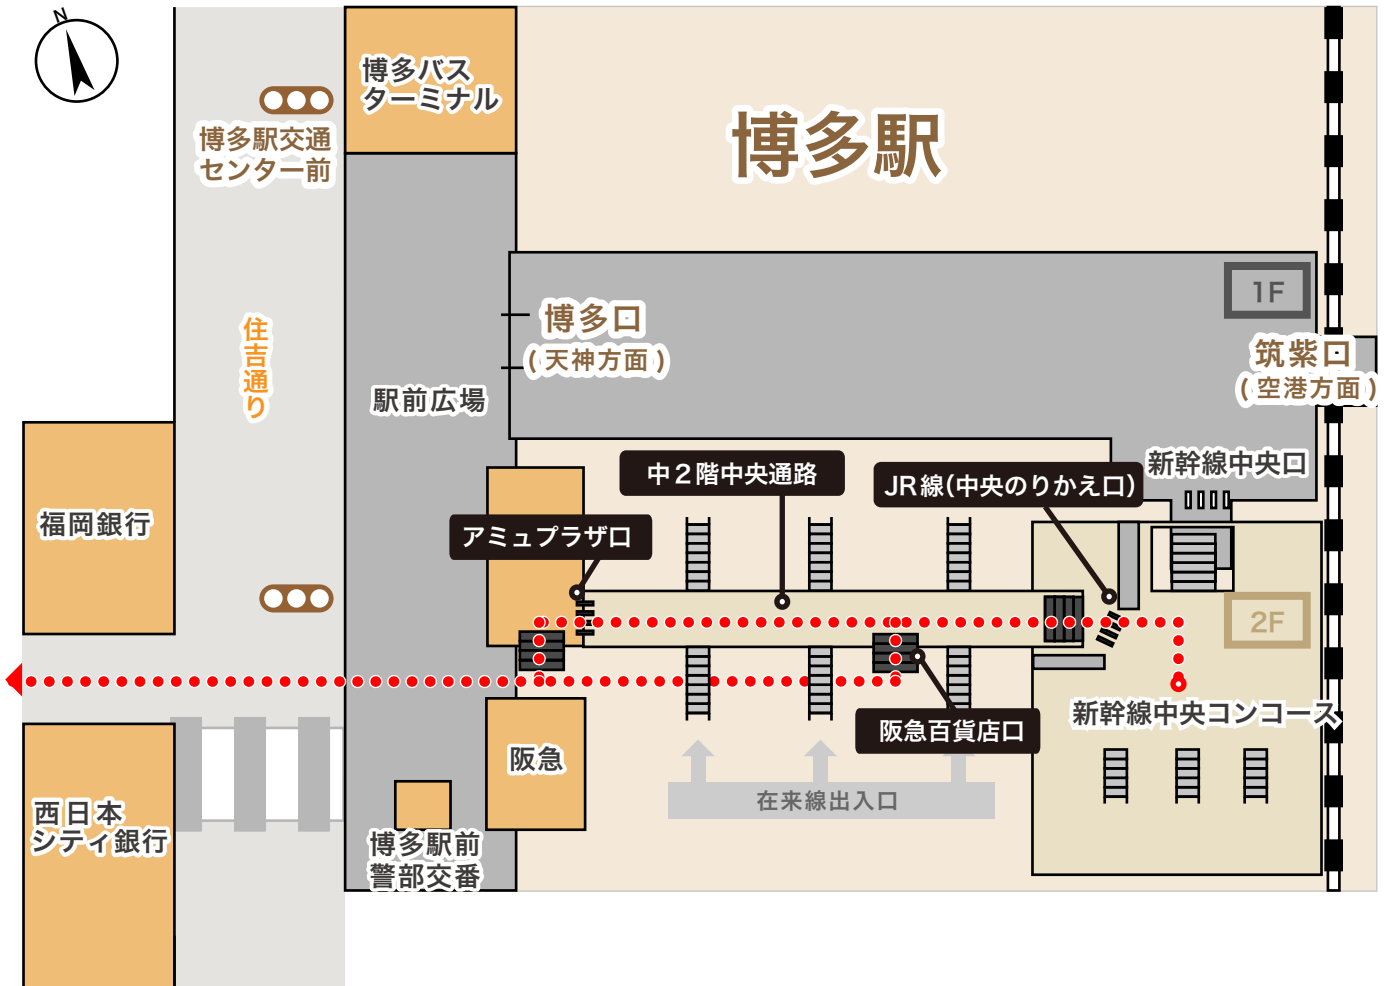 N
博多バス
ターミナル
博多駅交通
センター前
博多駅
1F
博多口
(天神方面)
筑紫口
(空港方面)
住吉通り
駅前広場
中2階中央通路
JR線(中央のりかえ口)
新幹線中央口
福岡銀行
アミュプラザ口
2F
新幹線中央コンコース
阪急百貨店口
阪急
在来線出入口
西日本
シティ銀行
博多駅前
警部交番